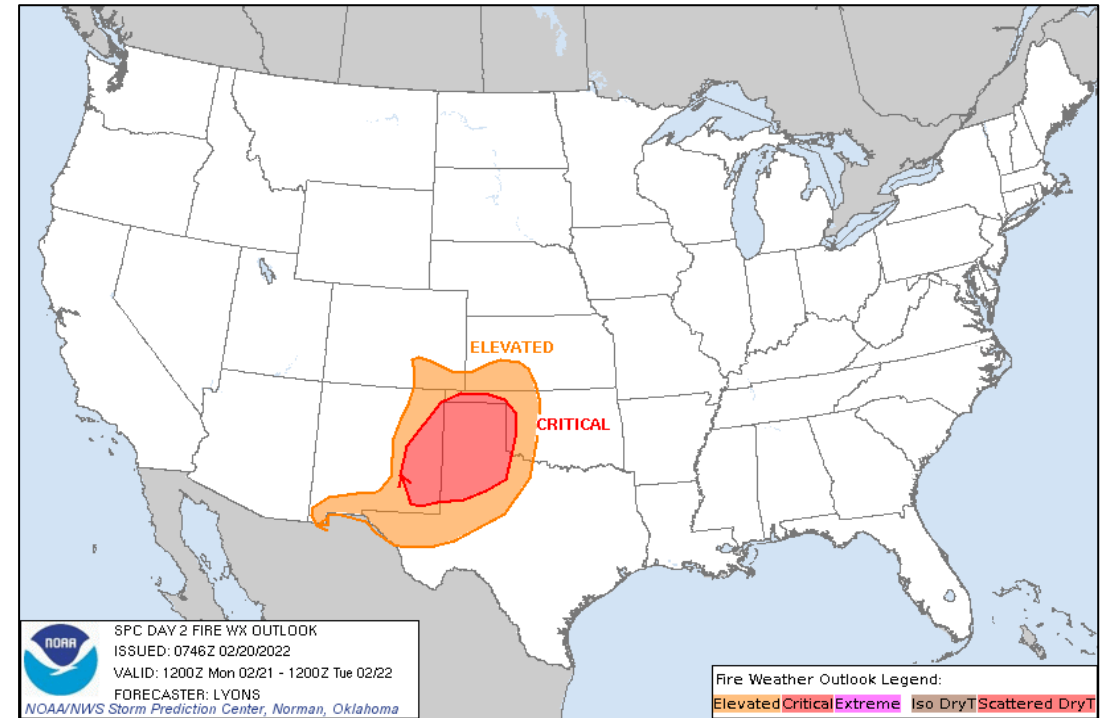 ELEVATED
CRITICAL
NOAA
SPC DAY 2 FIRE WX OUTLOOK
ISSUED: 0746Z 02/20/2022
VALID: 1200Z Mon 02/21 - 1200Z Tue 02/22
FORECASTER: LYONS
NOAA/NWS Storm Prediction Center, Norman, Oklahoma
Fire Weather Outlook Legend:
Elevated Critical Extreme Iso DryT Scattered DryT